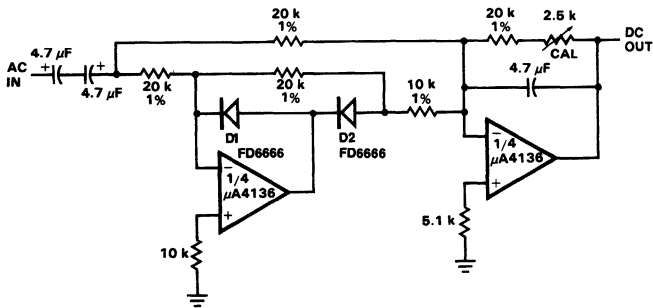 20 k
1%
20 k
1%
2.5 k
CAL
DC
OUT
AC
IN
4.7 µF
+
+
4.7 µF
20 k
1%
20 k
1%
10 k
1%
4.7 µF
D1
FD6666
D2
FD6666
−
1/4
µA4136
+
10 k
−
1/4
µA4136
+
5.1 k